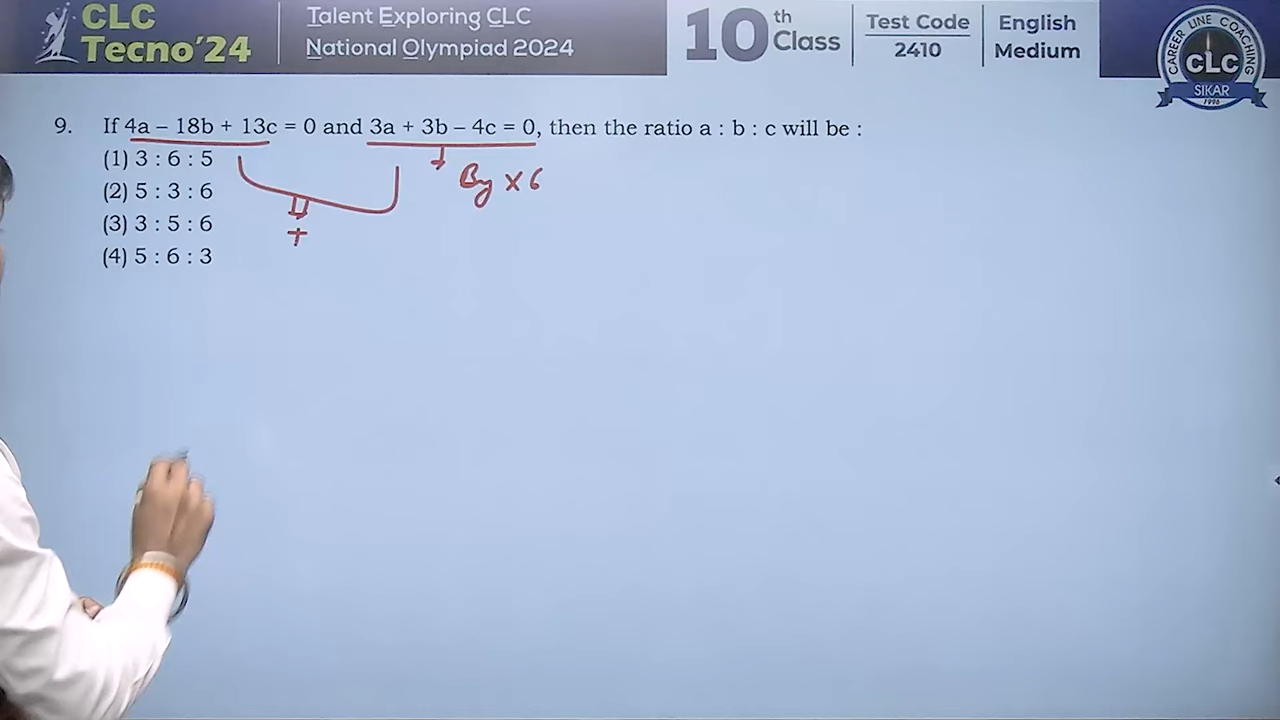 CLC
Tecno'24
Talent Exploring CLC
National Olympiad 2024
10th Class
Test Code
2410
English
Medium
CAREER LINE COACHING
CLC
SIKAR
1996
9. If 4a – 18b + 13c = 0 and 3a + 3b – 4c = 0, then the ratio a : b : c will be :
(1) 3 : 6 : 5
(2) 5 : 3 : 6
(3) 3 : 5 : 6
(4) 5 : 6 : 3
By × 6
+